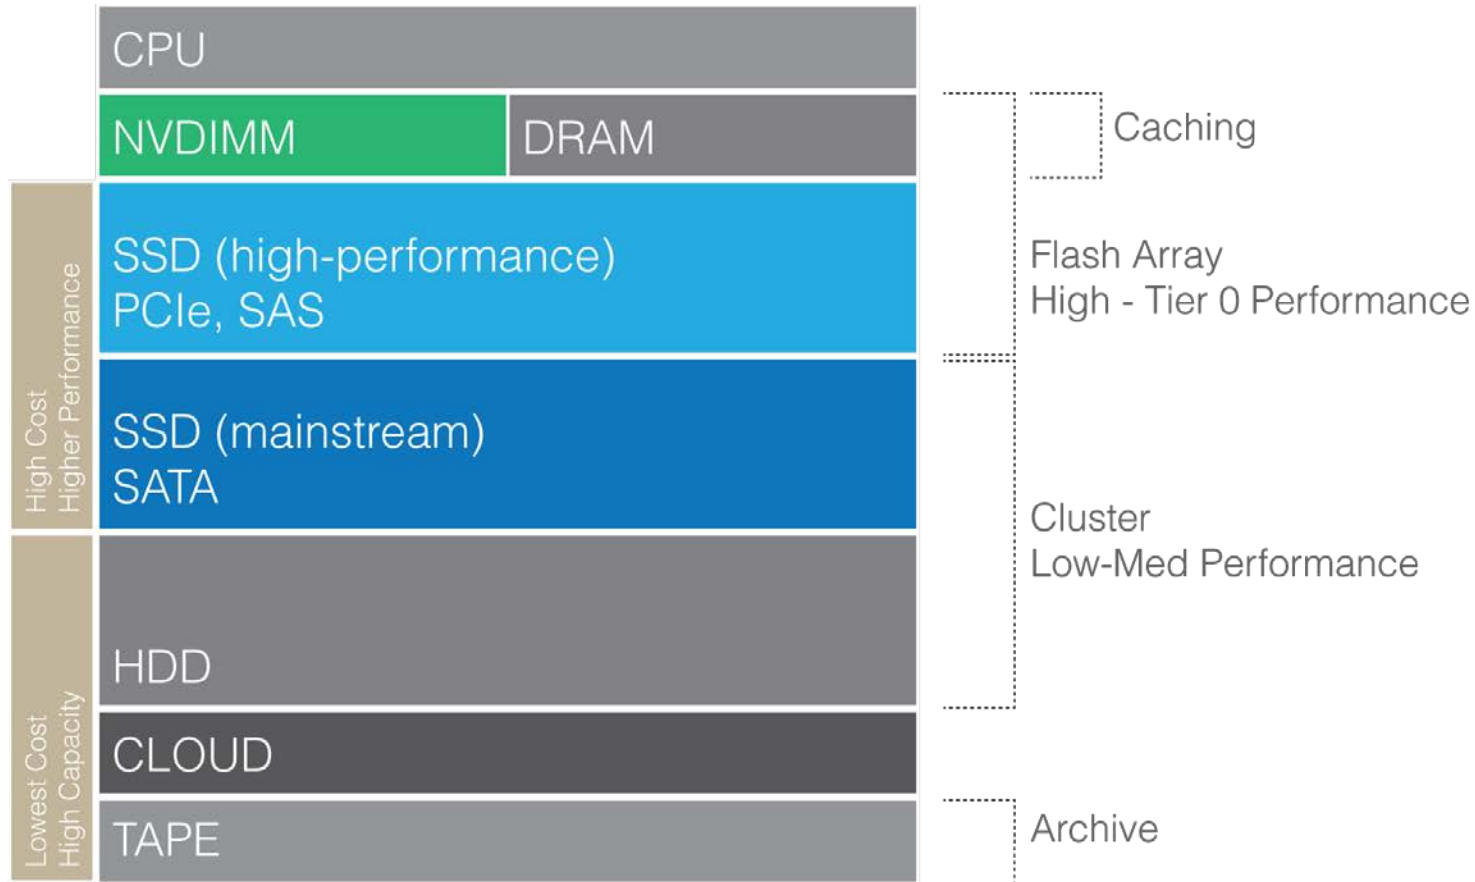 CPU
NVDIMM
DRAM
Caching
SSD (high-performance)
PCIe, SAS
Flash Array
High - Tier 0 Performance
High Cost
Higher Performance
SSD (mainstream)
SATA
Cluster
Low-Med Performance
HDD
Lowest Cost
High Capacity
CLOUD
TAPE
Archive